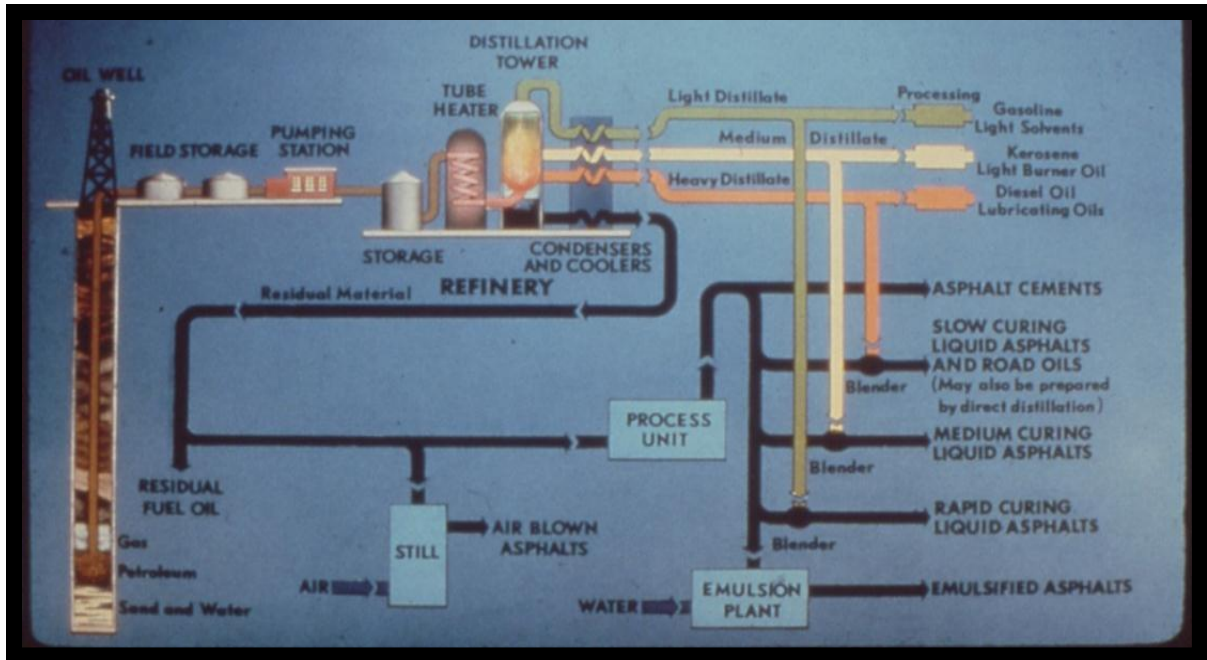 DISTILLATION
TOWER
OIL WELL
TUBE
HEATER
Light Distillate
Processing
Gasoline
Light Solvents
PUMPING
STATION
FIELD STORAGE
Medium Distillate
Kerosene
Light Burner Oil
Heavy Distillate
Diesel Oil
Lubricating Oils
STORAGE
CONDENSERS
AND COOLERS
REFINERY
Residual Material
ASPHALT CEMENTS
SLOW CURING
LIQUID ASPHALTS
AND ROAD OILS
(May also be prepared
by direct distillation)
Blender
PROCESS
UNIT
MEDIUM CURING
LIQUID ASPHALTS
Blender
RESIDUAL
FUEL OIL
RAPID CURING
LIQUID ASPHALTS
Blender
STILL
AIR BLOWN
ASPHALTS
Gas
Petroleum
Sand and Water
AIR
WATER
EMULSION
PLANT
EMULSIFIED ASPHALTS